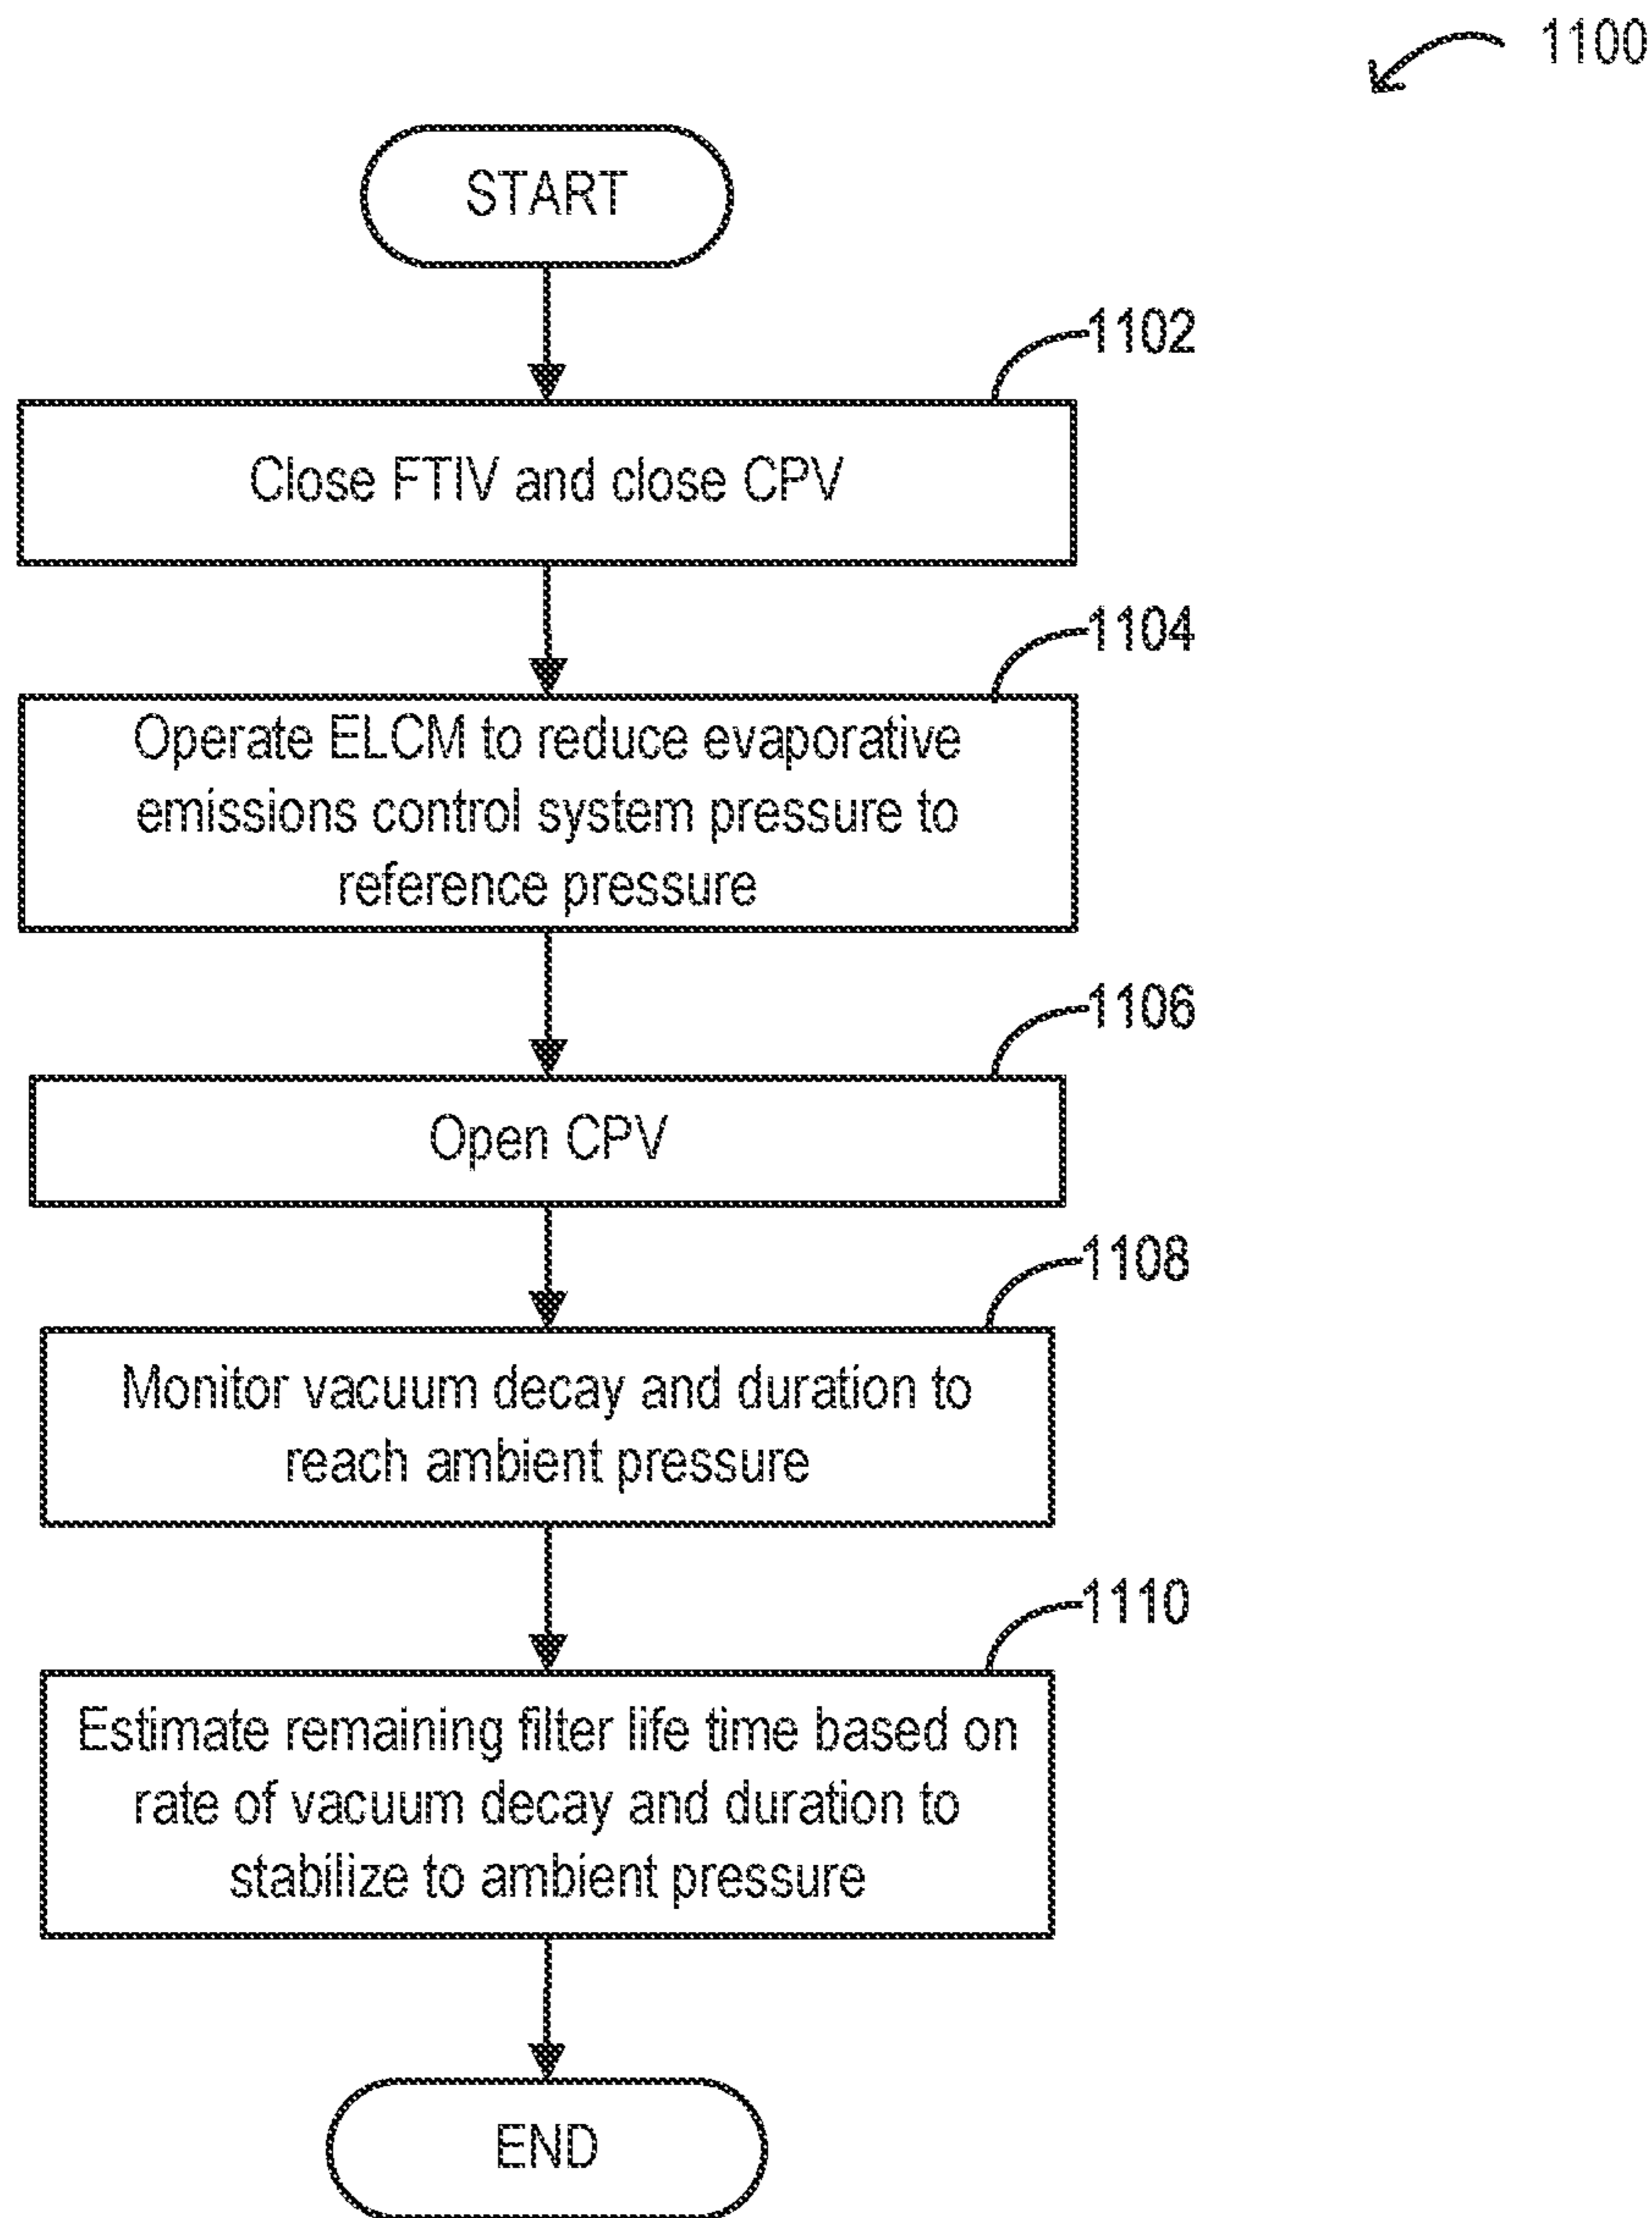 1100
START
1102
Close FTIV and close CPV
1104
Operate ELCM to reduce evaporative
emissions control system pressure to
reference pressure
1106
Open CPV
1108
Monitor vacuum decay and duration to
reach ambient pressure
1110
Estimate remaining filter life time based on
rate of vacuum decay and duration to
stabilize to ambient pressure
END